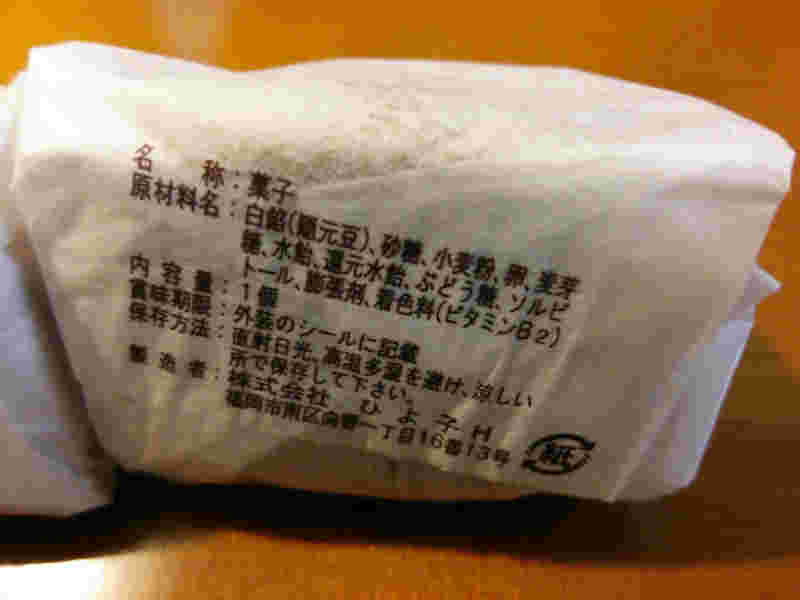 名 称:菓子
原材料名:白餡(隠元豆)、砂糖、小麦粉、卵、麦芽
糖、水飴、還元水飴、ぶどう糖、ソルビ
トール、膨張剤、着色料(ビタミンB2)
内容量:1個
賞味期限:外装のシールに記載
保存方法:直射日光、高温多湿を避け、涼しい
所で保存して下さい。
製造者:株式会社 ひよ子 H
福岡市南区向野一丁目16番13号
紙